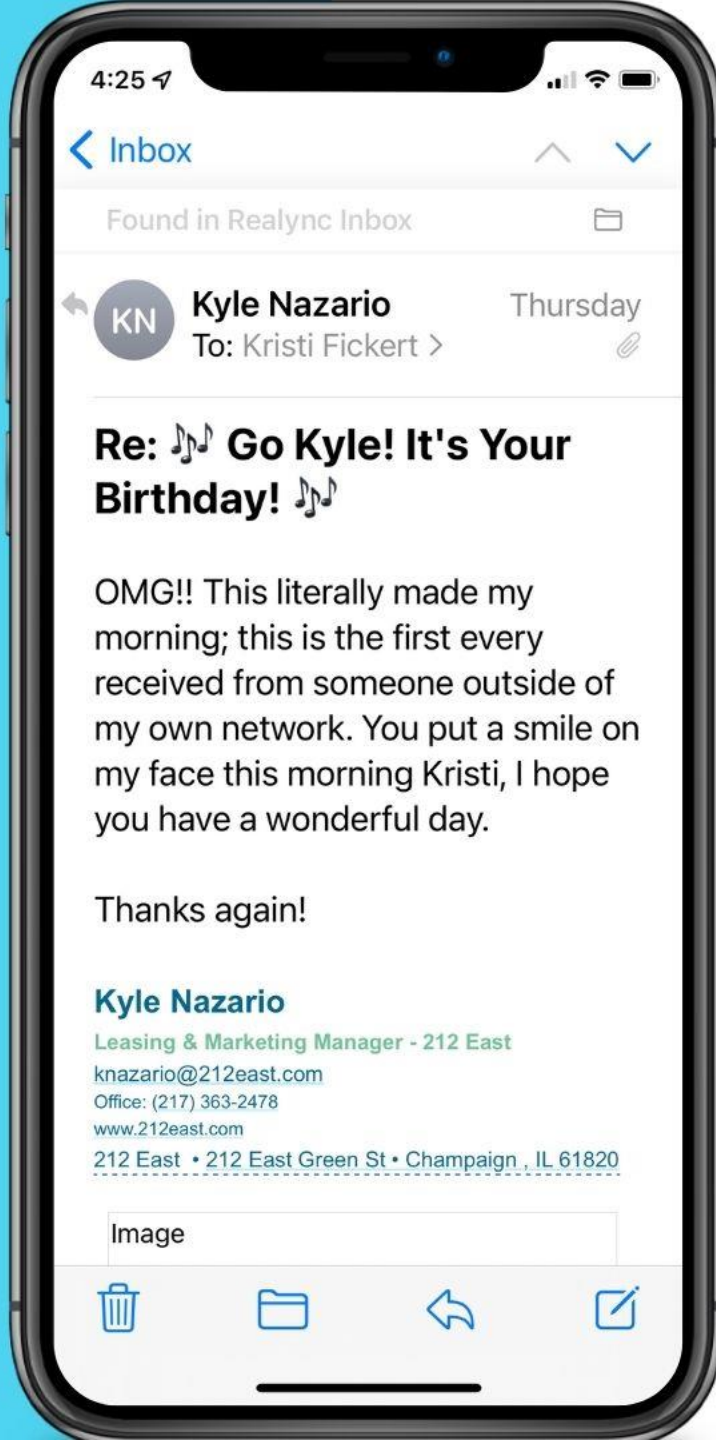 4:25
Inbox
Found in Realync Inbox
KN
Kyle Nazario
Thursday
To: Kristi Fickert >
Re: 🎶 Go Kyle! It's Your
Birthday! 🎶
OMG!! This literally made my
morning; this is the first every
received from someone outside of
my own network. You put a smile on
my face this morning Kristi, I hope
you have a wonderful day.
Thanks again!
Kyle Nazario
Leasing & Marketing Manager - 212 East
knazario@212east.com
Office: (217) 363-2478
www.212east.com
212 East • 212 East Green St • Champaign , IL 61820
Image